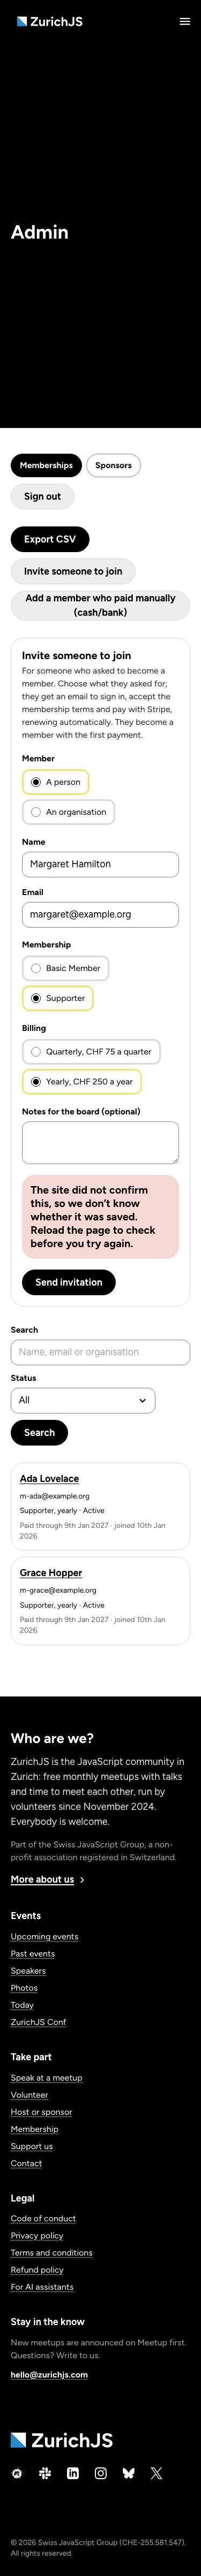 ZurichJS
Admin
Memberships
Sponsors
Sign out
Export CSV
Invite someone to join
Add a member who paid manually
(cash/bank)
Invite someone to join
For someone who asked to become a
member. Choose what they asked for;
they get an email to sign in, accept the
membership terms and pay with Stripe,
renewing automatically. They become a
member with the first payment.
Member
A person
An organisation
Name
Margaret Hamilton
Email
margaret@example.org
Membership
Basic Member
Supporter
Billing
Quarterly, CHF 75 a quarter
Yearly, CHF 250 a year
Notes for the board (optional)
The site did not confirm
this, so we don't know
whether it was saved.
Reload the page to check
before you try again.
Send invitation
Search
Name, email or organisation
Status
All
Search
Ada Lovelace
m-ada@example.org
Supporter, yearly · Active
Paid through 9th Jan 2027 · joined 10th Jan
2026
Grace Hopper
m-grace@example.org
Supporter, yearly · Active
Paid through 9th Jan 2027 · joined 10th Jan
2026
Who are we?
ZurichJS is the JavaScript community in
Zurich: free monthly meetups with talks
and time to meet each other, run by
volunteers since November 2024.
Everybody is welcome.
Part of the Swiss JavaScript Group, a non-
profit association registered in Switzerland.
More about us
Events
Upcoming events
Past events
Speakers
Photos
Today
ZurichJS Conf
Take part
Speak at a meetup
Volunteer
Host or sponsor
Membership
Support us
Contact
Legal
Code of conduct
Privacy policy
Terms and conditions
Refund policy
For AI assistants
Stay in the know
New meetups are announced on Meetup first.
Questions? Write to us.
hello@zurichjs.com
ZurichJS
© 2026 Swiss JavaScript Group (CHE-255.581.547).
All rights reserved.